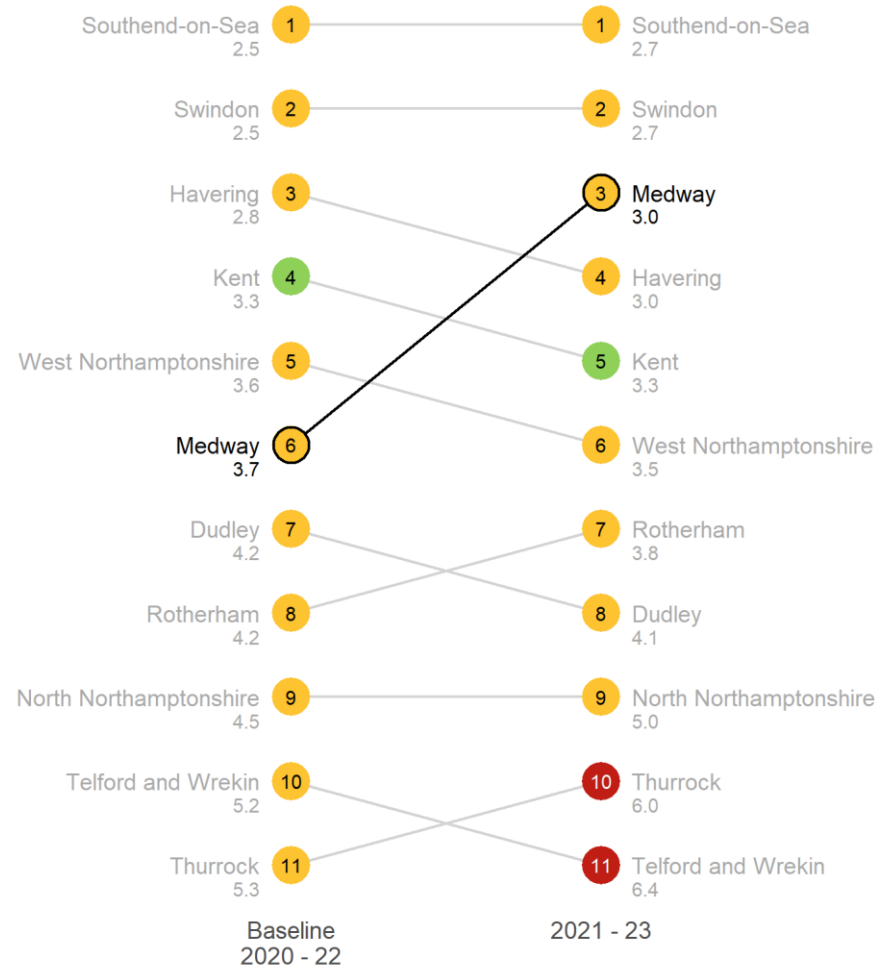 Southend-on-Sea 1 1 Southend-on-Sea
2.5 2.7
Swindon 2 2 Swindon
2.5 2.7
Havering 3 3 Medway
2.8 3.0
Kent 4 4 Havering
3.3 3.0
West Northamptonshire 5 5 Kent
3.6 3.3
Medway 6 6 West Northamptonshire
3.7 3.5
Dudley 7 7 Rotherham
4.2 3.8
Rotherham 8 8 Dudley
4.2 4.1
North Northamptonshire 9 9 North Northamptonshire
4.5 5.0
Telford and Wrekin 10 10 Thurrock
5.2 6.0
Thurrock 11 11 Telford and Wrekin
5.3 6.4
Baseline 2021 - 23
2020 - 22